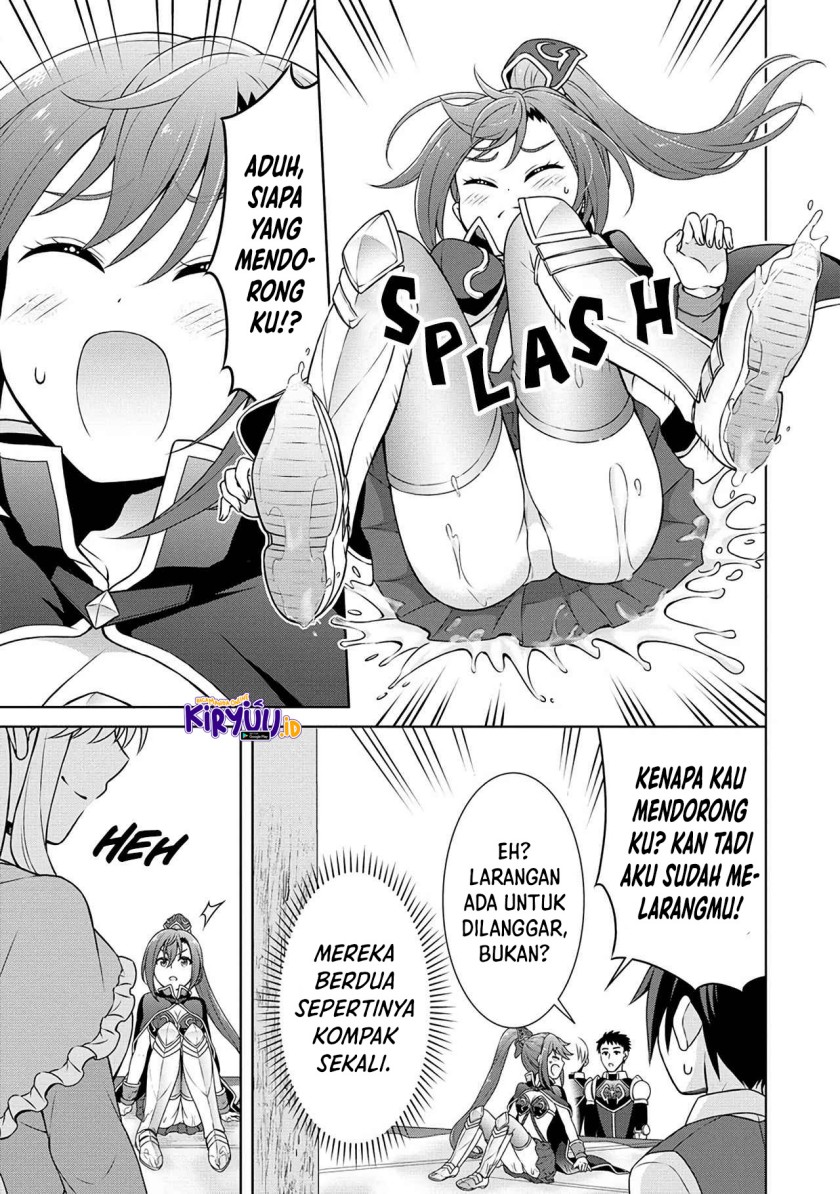 SPLASH
ADUH,
SIAPA
YANG
MENDO-
RONG
KU!?
KENAPA KAU
MENDORONG
KU? KAN TADI
AKU SUDAH ME-
LARANGMU!
EH?
LARANGAN
ADA UNTUK
DILANGGAR,
BUKAN?
MEREKA
BERDUA
SEPERTINYA
KOMPAK
SEKALI.
HEH
KIRYUU.ID